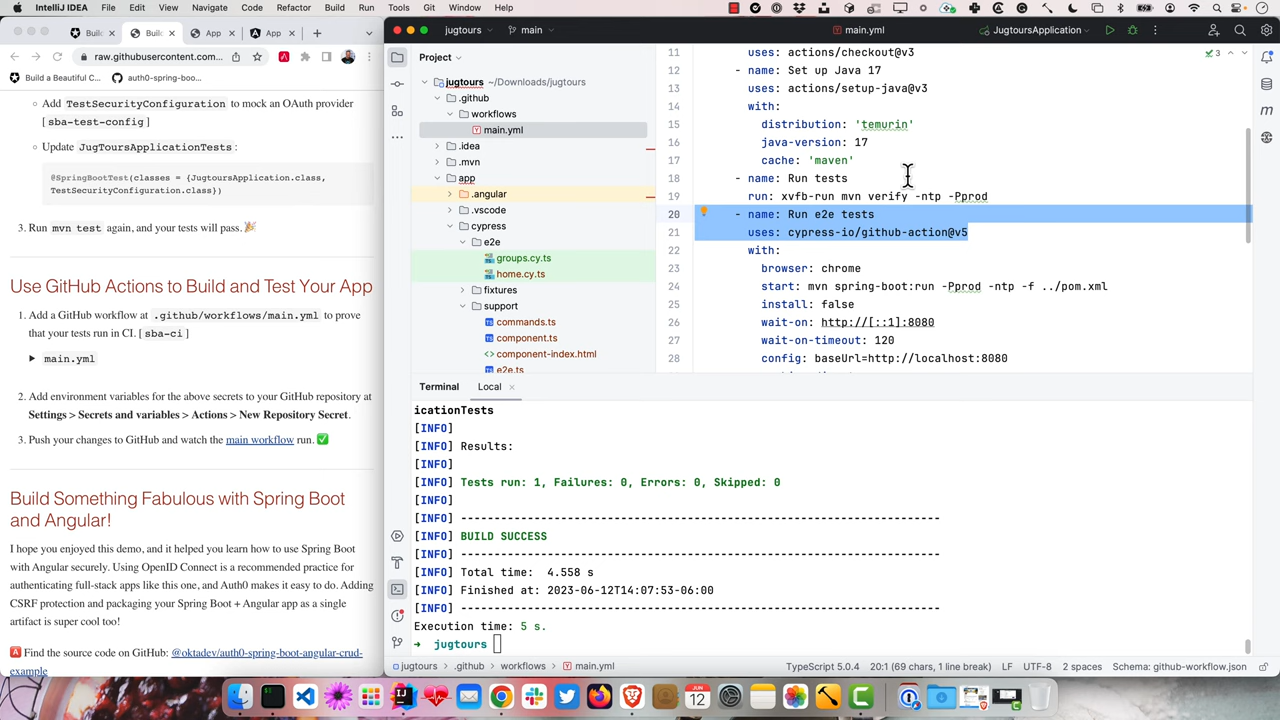 IntelliJ IDEA File Edit View Navigate Code Refactor Build Run Tools Git Window Help
Buil
Buil
App
App
raw.githubusercontent.com...
Build a Beautiful C...
auth0-spring-boo...
Add TestSecurityConfiguration to mock an OAuth provider
[sba-test-config]
Update JugToursApplicationTests:
@SpringBootTest(classes = {JugtoursApplication.class,
TestSecurityConfiguration.class})
3. Run mvn test again, and your tests will pass.
Use GitHub Actions to Build and Test Your App
1. Add a GitHub workflow at .github/workflows/main.yml to prove
that your tests run in CI. [sba-ci]
main.yml
2. Add environment variables for the above secrets to your GitHub repository at
Settings > Secrets and variables > Actions > New Repository Secret.
3. Push your changes to GitHub and watch the main workflow run.
Build Something Fabulous with Spring Boot
and Angular!
I hope you enjoyed this demo, and it helped you learn how to use Spring Boot
with Angular securely. Using OpenID Connect is a recommended practice for
authenticating full-stack apps like this one, and Auth0 makes it easy to do. Adding
CSRF protection and packaging your Spring Boot + Angular app as a single
artifact is super cool too!
Find the source code on GitHub: @oktadev/auth0-spring-boot-angular-crud-
example
jugtours
main
main.yml
JugtoursApplication
Project
jugtours ~/Downloads/jugtours
.github
workflows
main.yml
.idea
.mvn
app
.angular
.vscode
cypress
e2e
groups.cy.ts
home.cy.ts
fixtures
support
commands.ts
component.ts
component-index.html
e2e.ts
3
11 uses: actions/checkout@v3
12 - name: Set up Java 17
13 uses: actions/setup-java@v3
14 with:
15 distribution: 'temurin'
16 java-version: 17
17 cache: 'maven'
18 - name: Run tests
19 run: xvfb-run mvn verify -ntp -Pprod
20 - name: Run e2e tests
21 uses: cypress-io/github-action@v5
22 with:
23 browser: chrome
24 start: mvn spring-boot:run -Pprod -ntp -f ../pom.xml
25 install: false
26 wait-on: http://[::1]:8080
27 wait-on-timeout: 120
28 config: baseUrl=http://localhost:8080
Terminal Local
icationTests
[INFO]
[INFO] Results:
[INFO]
[INFO] Tests run: 1, Failures: 0, Errors: 0, Skipped: 0
[INFO]
[INFO] ------------------------------------------------------------------------
[INFO] BUILD SUCCESS
[INFO] ------------------------------------------------------------------------
[INFO] Total time:  4.558 s
[INFO] Finished at: 2023-06-12T14:07:53-06:00
[INFO] ------------------------------------------------------------------------
Execution time: 5 s.
→ jugtours
jugtours > .github > workflows > main.yml
TypeScript 5.0.4 20:1 (69 chars, 1 line break) LF UTF-8 2 spaces Schema: github-workflow.json
JUN
12